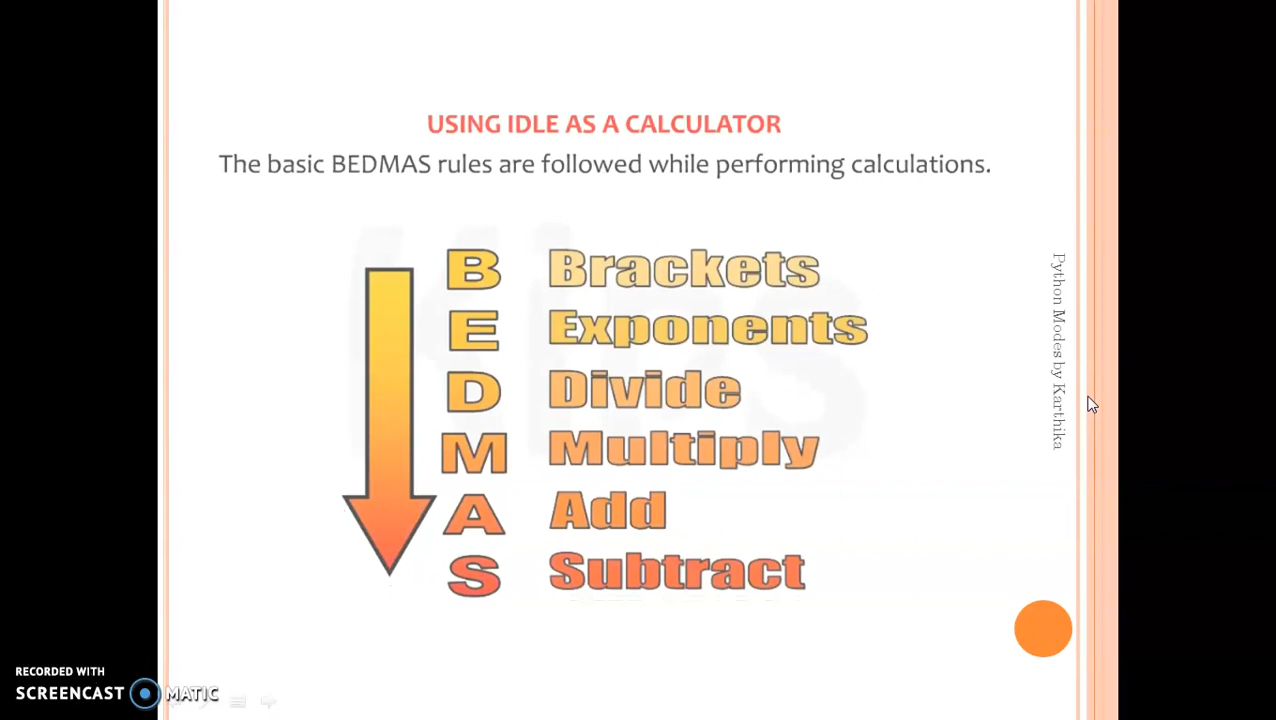 USING IDLE AS A CALCULATOR
The basic BEDMAS rules are followed while performing calculations.
B Brackets
E Exponents
D Divide
M Multiply
A Add
S Subtract
Python Modes by Karthika
RECORDED WITH
SCREENCAST MATIC